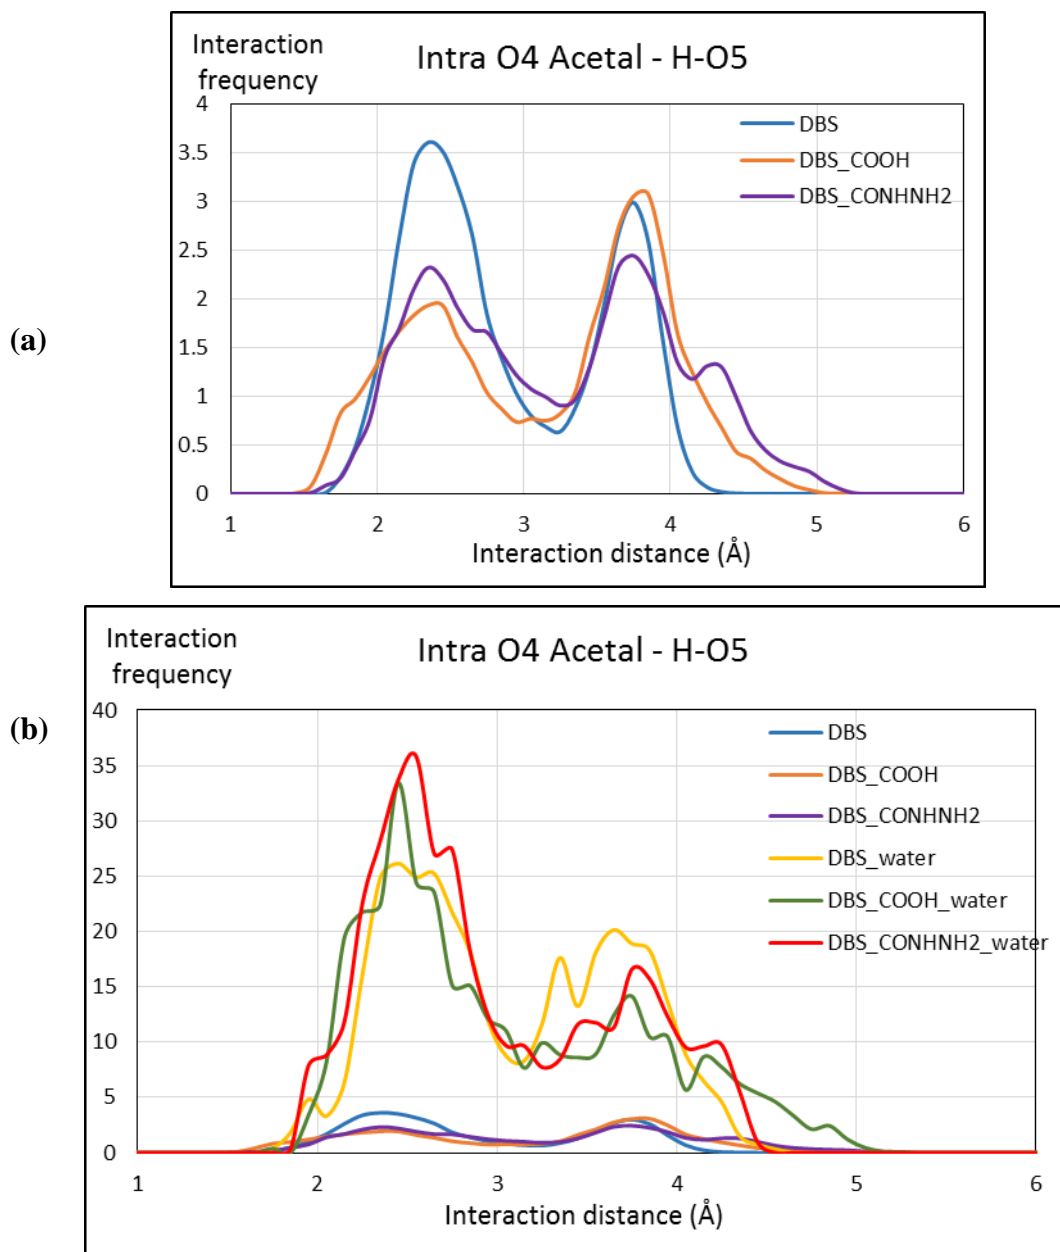 Interaction
frequency
Intra O4 Acetal - H-O5
4
3.5
3
2.5
2
1.5
1
0.5
0
DBS
DBS_COOH
DBS_CONHNH2
(a)
1 2 3 4 5 6
Interaction distance (Å)
Interaction
frequency
Intra O4 Acetal - H-O5
40
35
30
25
20
15
10
5
0
DBS
DBS_COOH
DBS_CONHNH2
DBS_water
DBS_COOH_water
DBS_CONHNH2_water
(b)
1 2 3 4 5 6
Interaction distance (Å)